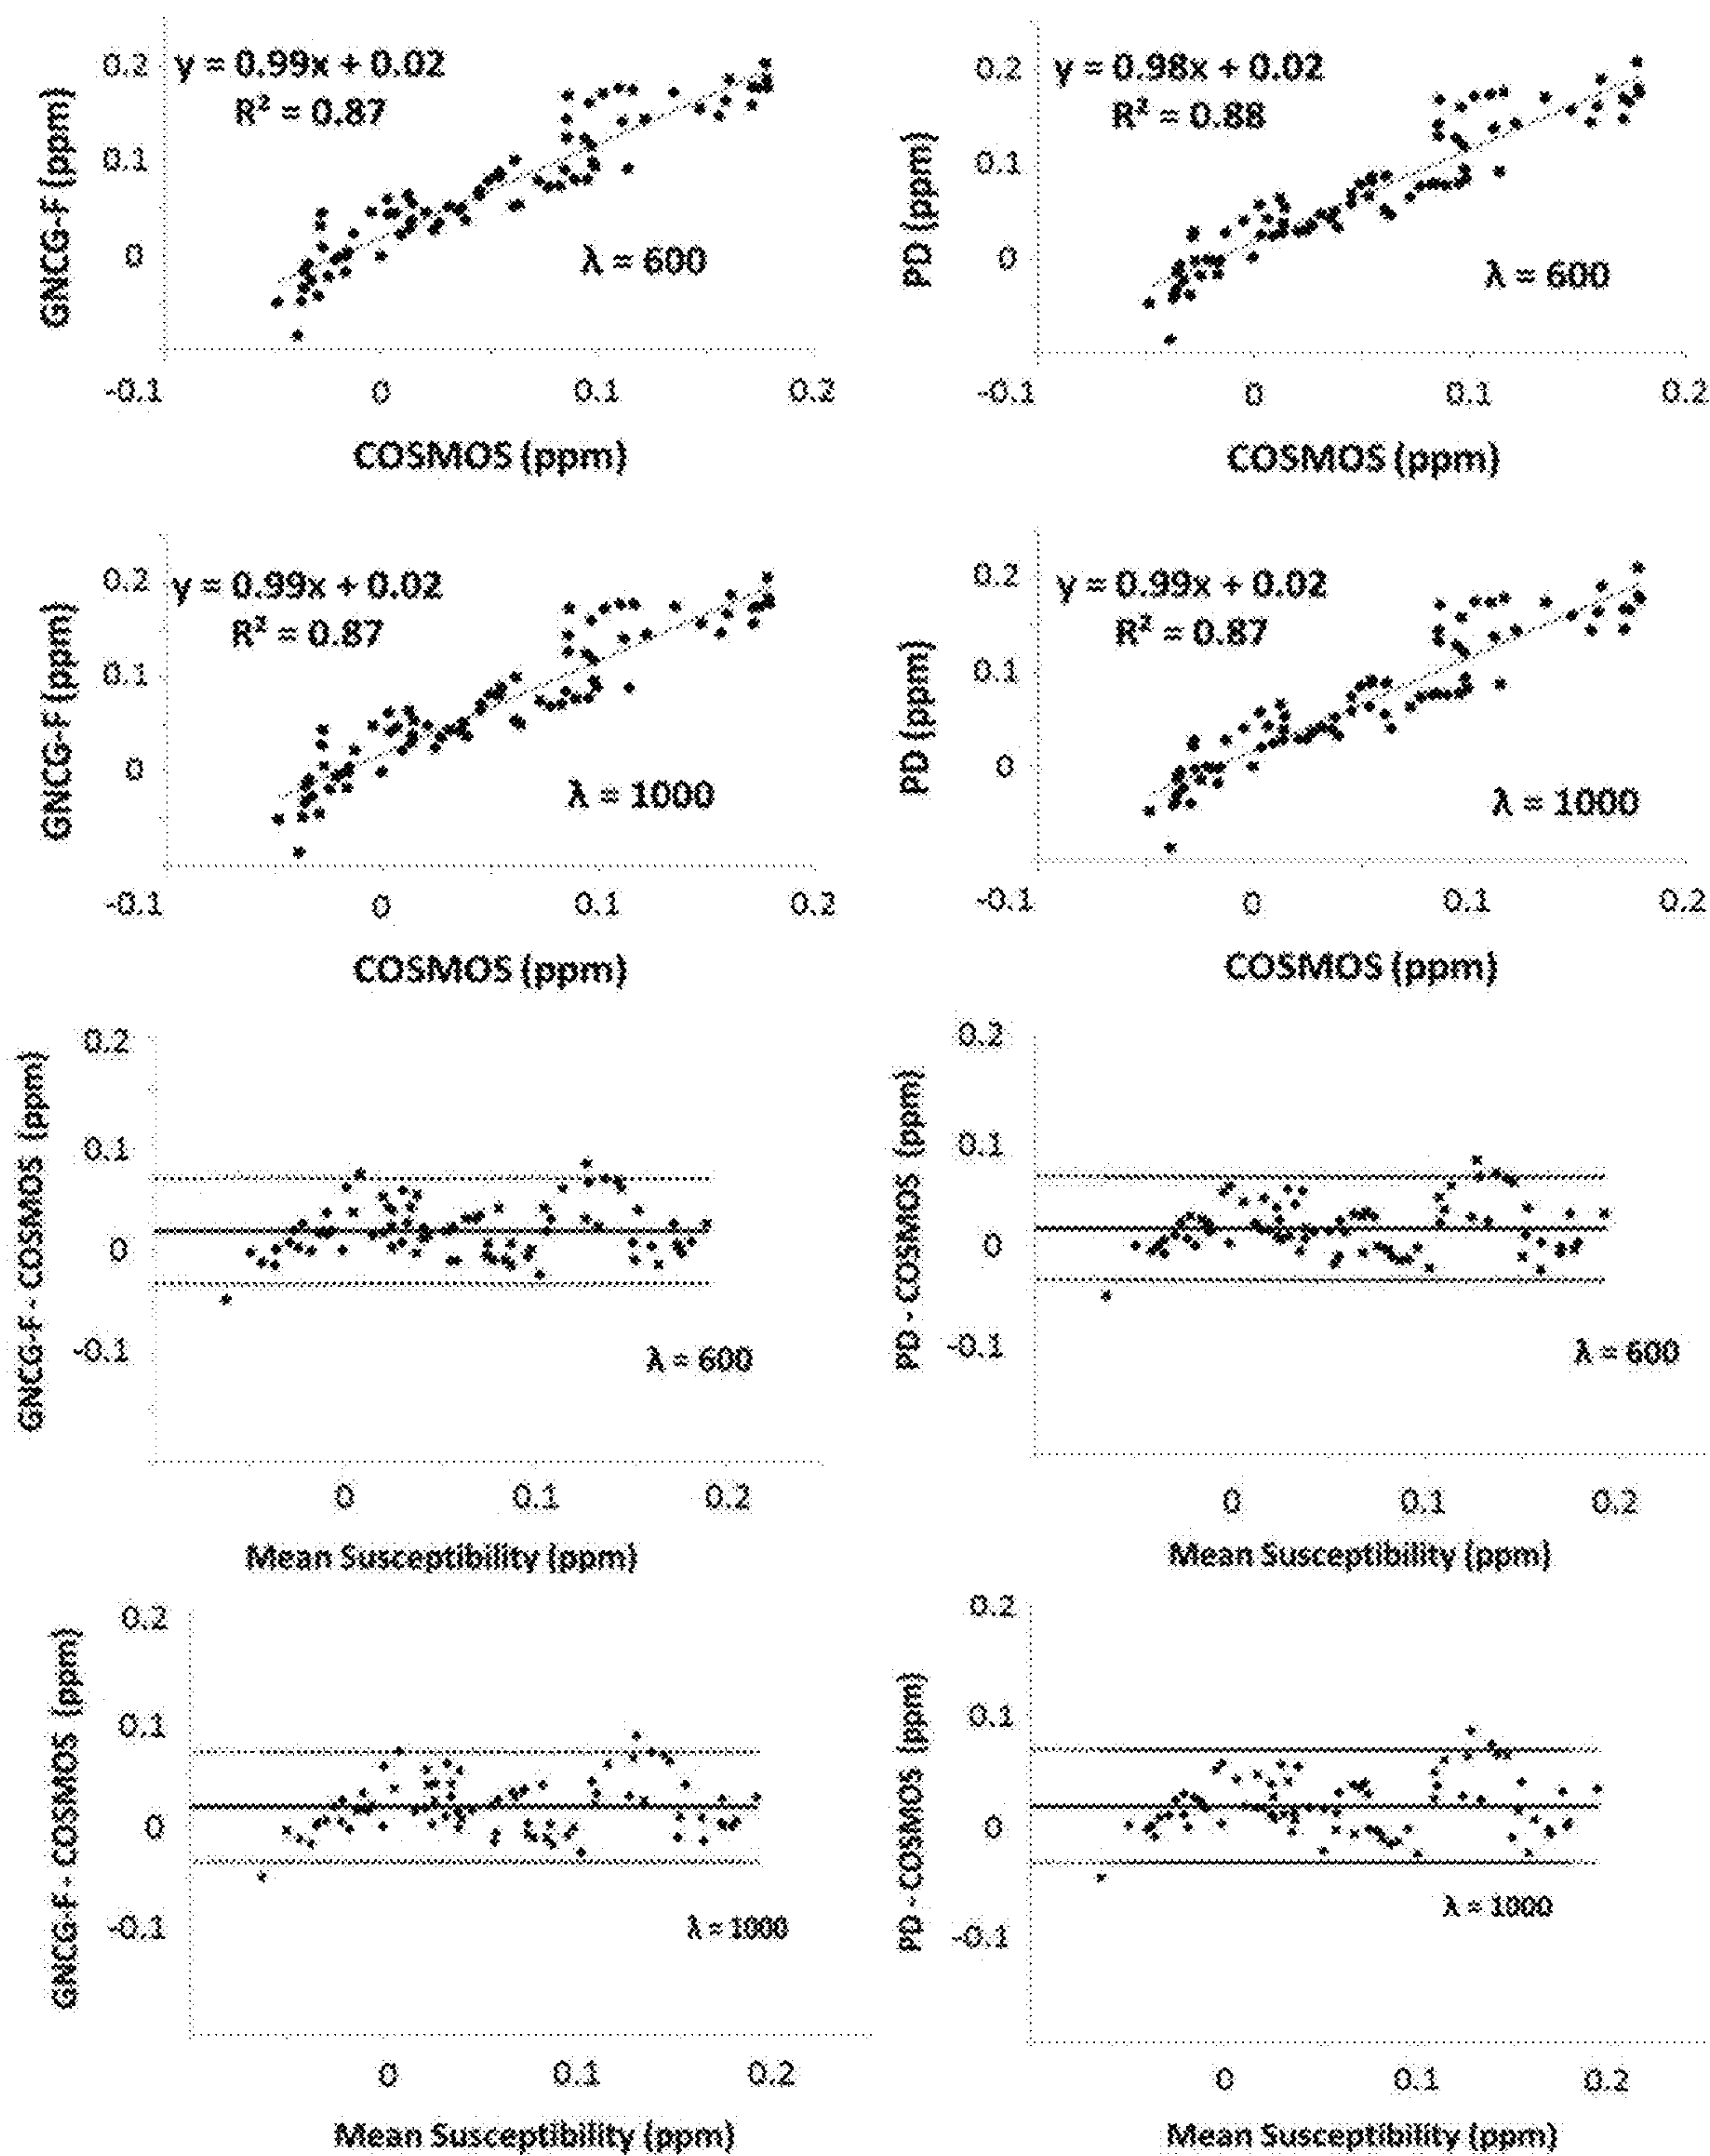 GNCG-F (ppm)
0.2
0.1
0
y = 0.99x + 0.02
R² = 0.87
λ = 600
-0.1 0 0.1 0.2
COSMOS (ppm)
PD (ppm)
0.2
0.1
0
y = 0.98x + 0.02
R² = 0.88
λ = 600
-0.1 0 0.1 0.2
COSMOS (ppm)
GNCG-F (ppm)
0.2
0.1
0
y = 0.99x + 0.02
R² = 0.87
λ = 1000
-0.1 0 0.1 0.2
COSMOS (ppm)
PD (ppm)
0.2
0.1
0
y = 0.99x + 0.02
R² = 0.87
λ = 1000
-0.1 0 0.1 0.2
COSMOS (ppm)
GNCG-F - COSMOS (ppm)
0.2
0.1
0
-0.1
λ = 600
0 0.1 0.2
Mean Susceptibility (ppm)
PD - COSMOS (ppm)
0.2
0.1
0
-0.1
λ = 600
0 0.1 0.2
Mean Susceptibility (ppm)
GNCG-F - COSMOS (ppm)
0.2
0.1
0
-0.1
λ = 1000
0 0.1 0.2
Mean Susceptibility (ppm)
PD - COSMOS (ppm)
0.2
0.1
0
-0.1
λ = 1000
0 0.1 0.2
Mean Susceptibility (ppm)